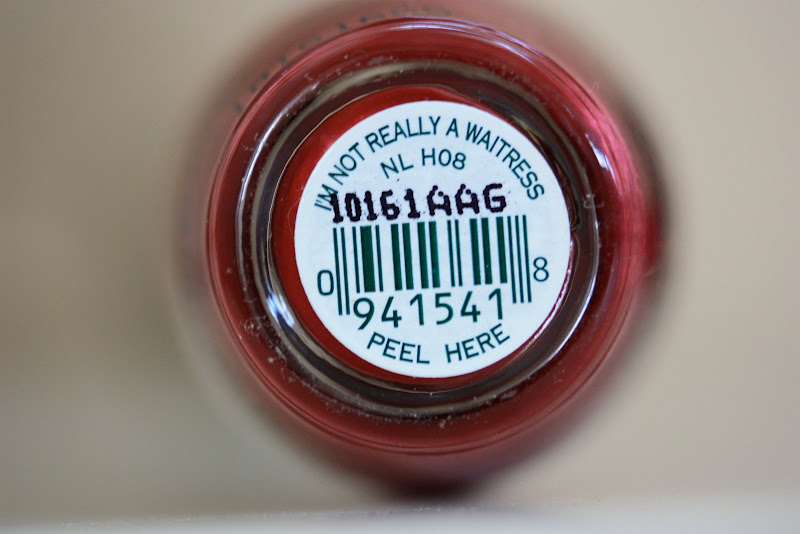 I'M NOT REALLY A WAITRESS
NL H08
10161AAG
0 941541 8
PEEL HERE